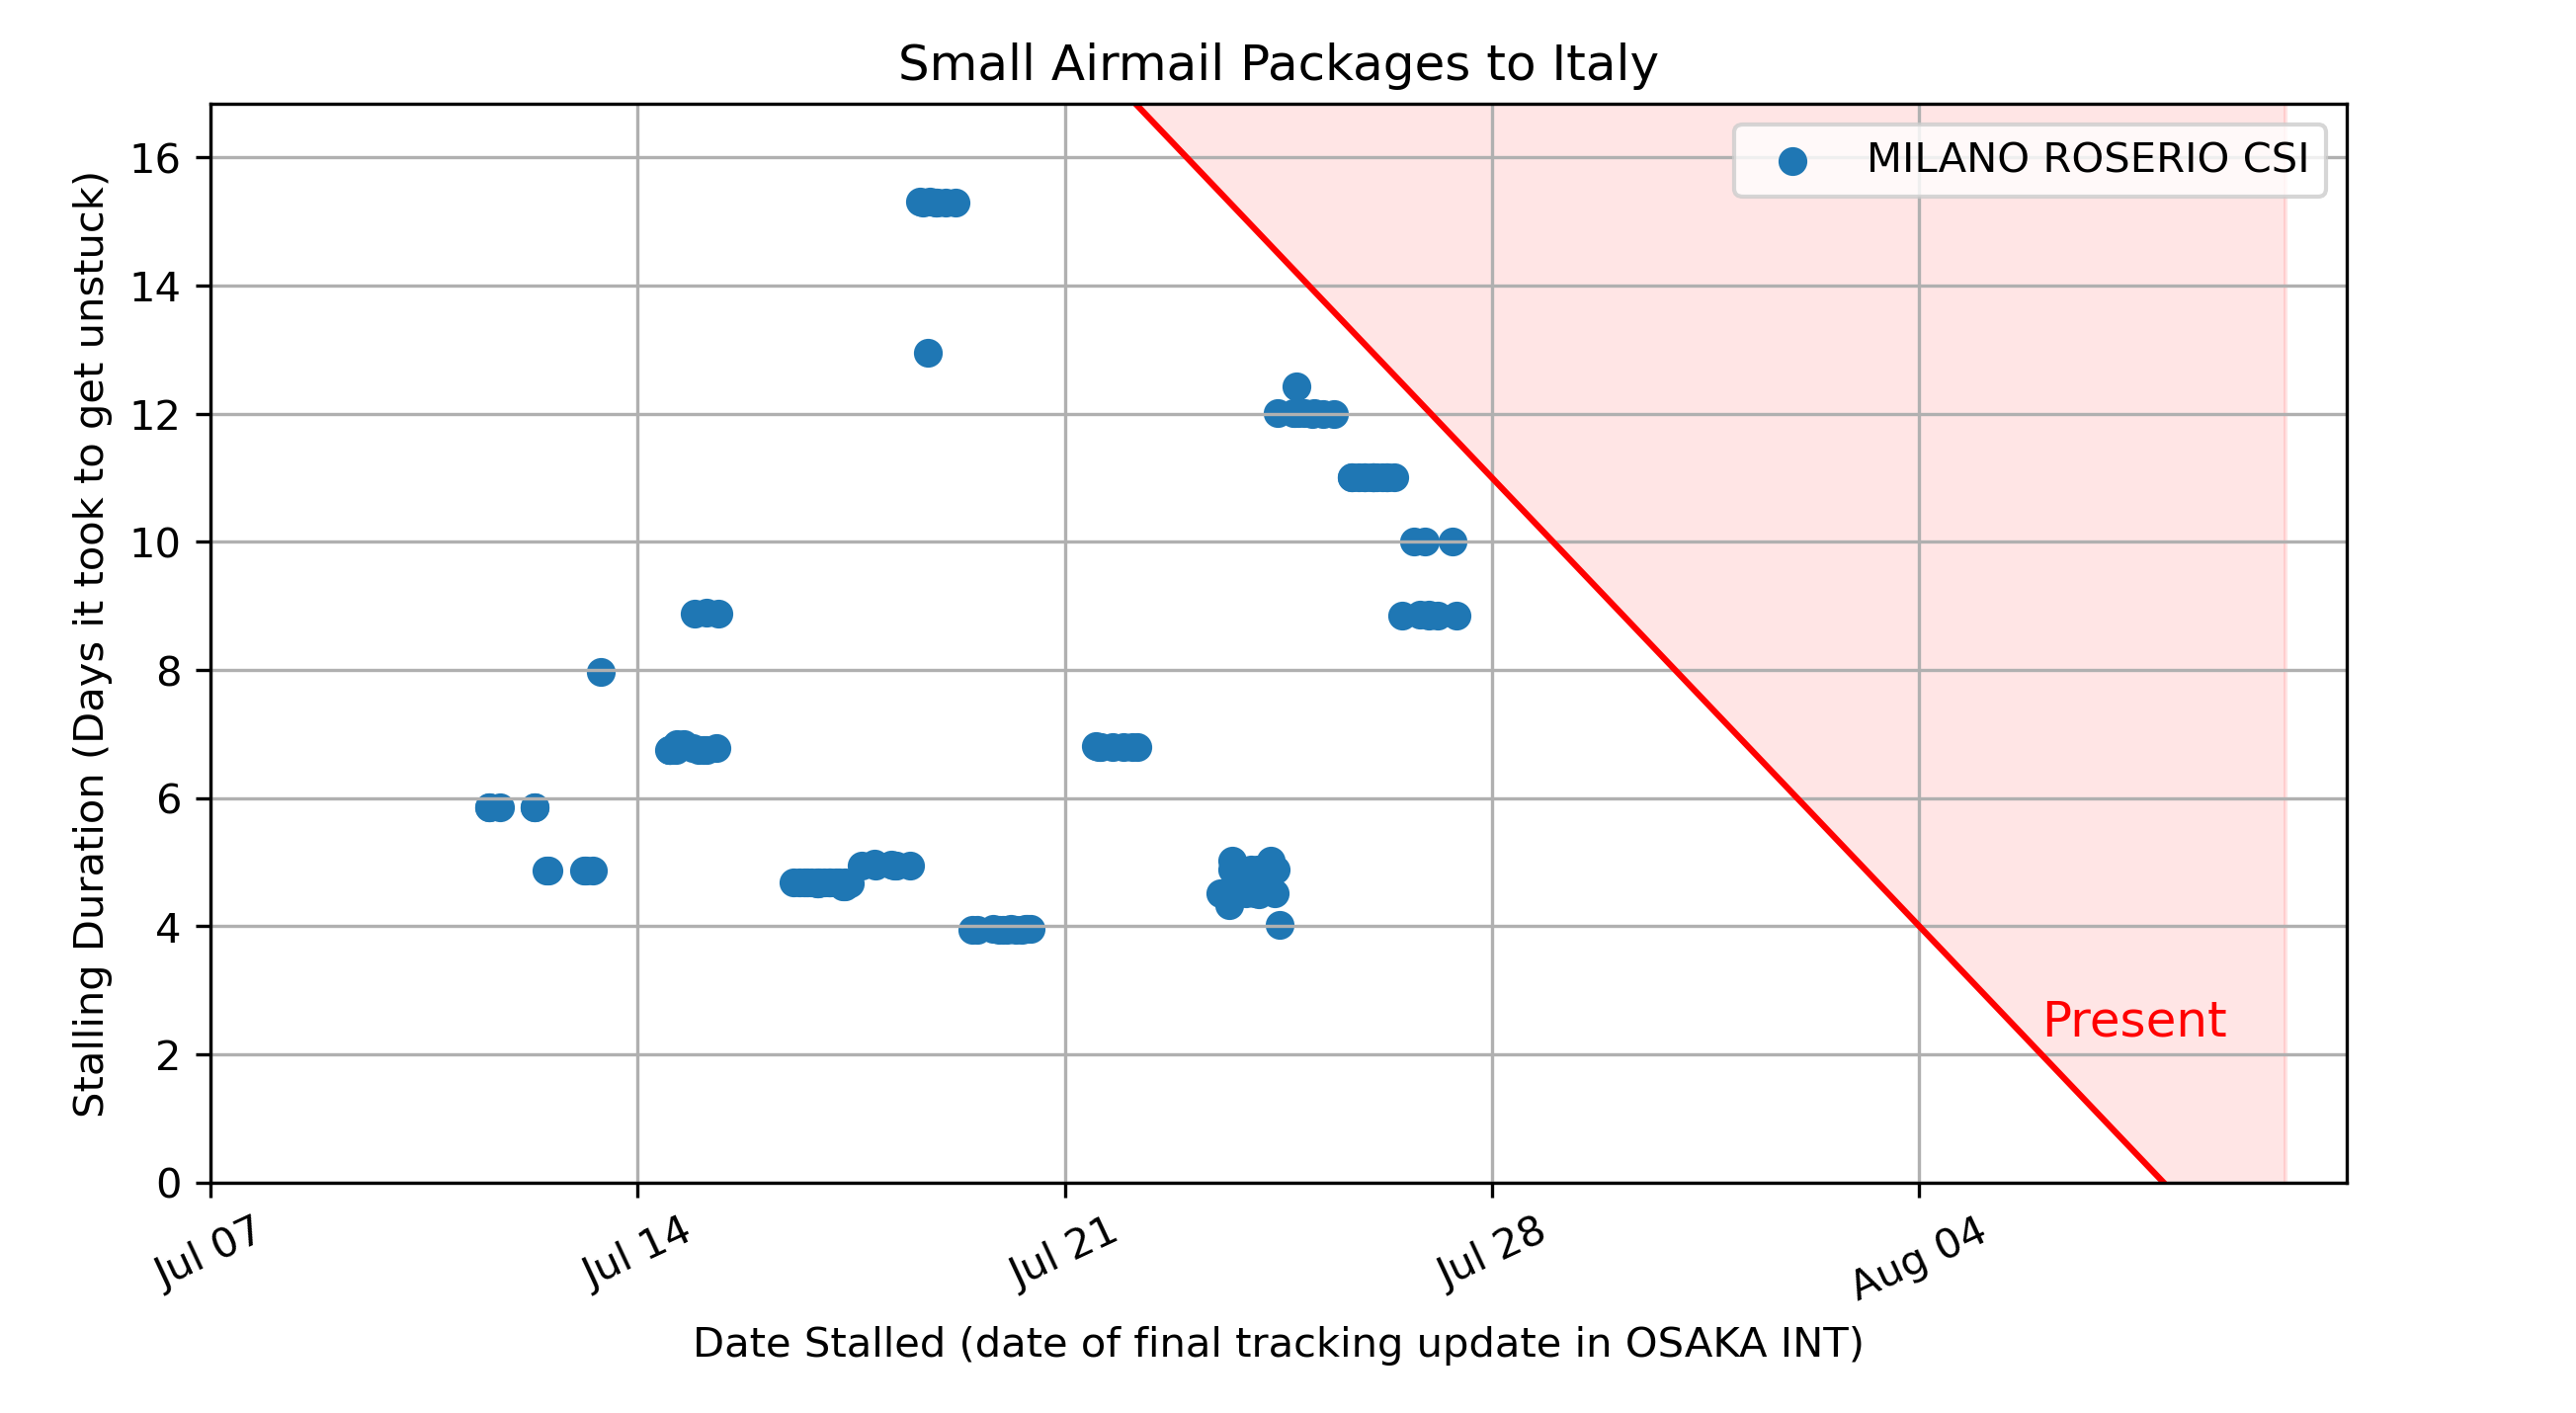 Small Airmail Packages to Italy
MILANO ROSERIO CSI
Stalling Duration (Days it took to get unstuck)
16
14
12
10
8
6
4
2
0
Present
Jul 07
Jul 14
Jul 21
Jul 28
Aug 04
Date Stalled (date of final tracking update in OSAKA INT)